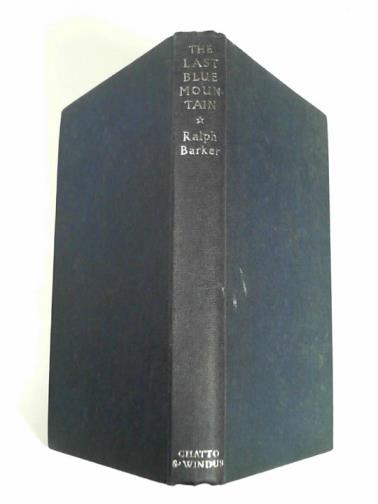 THE
LAST
BLUE
MOUN
TAIN
☆
Ralph
Barker
CHATTO
& WINDUS